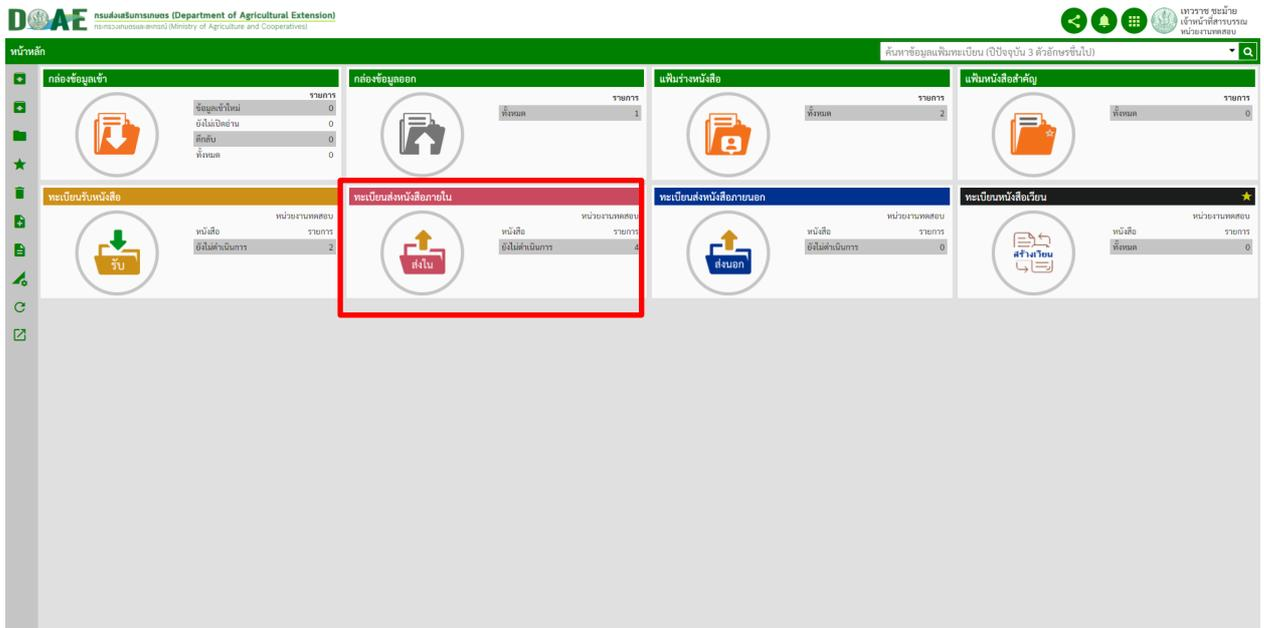 DOAE
กรมส่งเสริมการเกษตร (Department of Agricultural Extension)
กระทรวงเกษตรและสหกรณ์ (Ministry of Agriculture and Cooperatives)
เทวราช ชะม้าย
เจ้าหน้าที่สารบรรณ
หน่วยงานทดสอบ
หน้าหลัก
ค้นหาข้อมูลแฟ้มทะเบียน (ปีปัจจุบัน 3 ตัวอักษรขึ้นไป)
กล่องข้อมูลเข้า
รายการ
ข้อมูลเข้าใหม่ 0
ยังไม่เปิดอ่าน 0
ตีกลับ 0
ทั้งหมด 0
กล่องข้อมูลออก
รายการ
ทั้งหมด 1
แฟ้มร่างหนังสือ
รายการ
ทั้งหมด 2
แฟ้มหนังสือสำคัญ
รายการ
ทั้งหมด 0
ทะเบียนรับหนังสือ
หน่วยงานทดสอบ
หนังสือ รายการ
ยังไม่ดำเนินการ 2
รับ
ทะเบียนส่งหนังสือภายใน
หน่วยงานทดสอบ
หนังสือ รายการ
ยังไม่ดำเนินการ 4
ส่งใน
ทะเบียนส่งหนังสือภายนอก
หน่วยงานทดสอบ
หนังสือ รายการ
ยังไม่ดำเนินการ 0
ส่งนอก
ทะเบียนหนังสือเวียน
หน่วยงานทดสอบ
หนังสือ รายการ
ทั้งหมด 0
สร้างเวียน